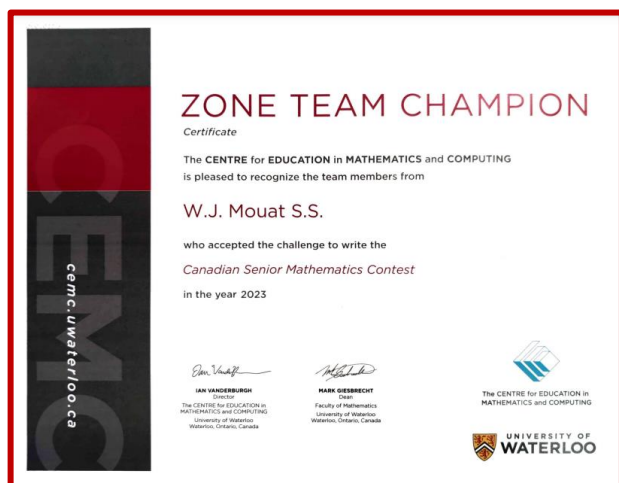 ZONE TEAM CHAMPION
Certificate
The CENTRE for EDUCATION in MATHEMATICS and COMPUTING
is pleased to recognize the team members from
W.J. Mouat S.S.
who accepted the challenge to write the
Canadian Senior Mathematics Contest
in the year 2023
CEMC
cemc.uwaterloo.ca
IAN VANDERBURGH
Director
The CENTRE for EDUCATION in
MATHEMATICS and COMPUTING
University of Waterloo
Waterloo, Ontario, Canada
MARK GIESBRECHT
Dean
Faculty of Mathematics
University of Waterloo
Waterloo, Ontario, Canada
The CENTRE for EDUCATION in
MATHEMATICS and COMPUTING
UNIVERSITY OF
WATERLOO